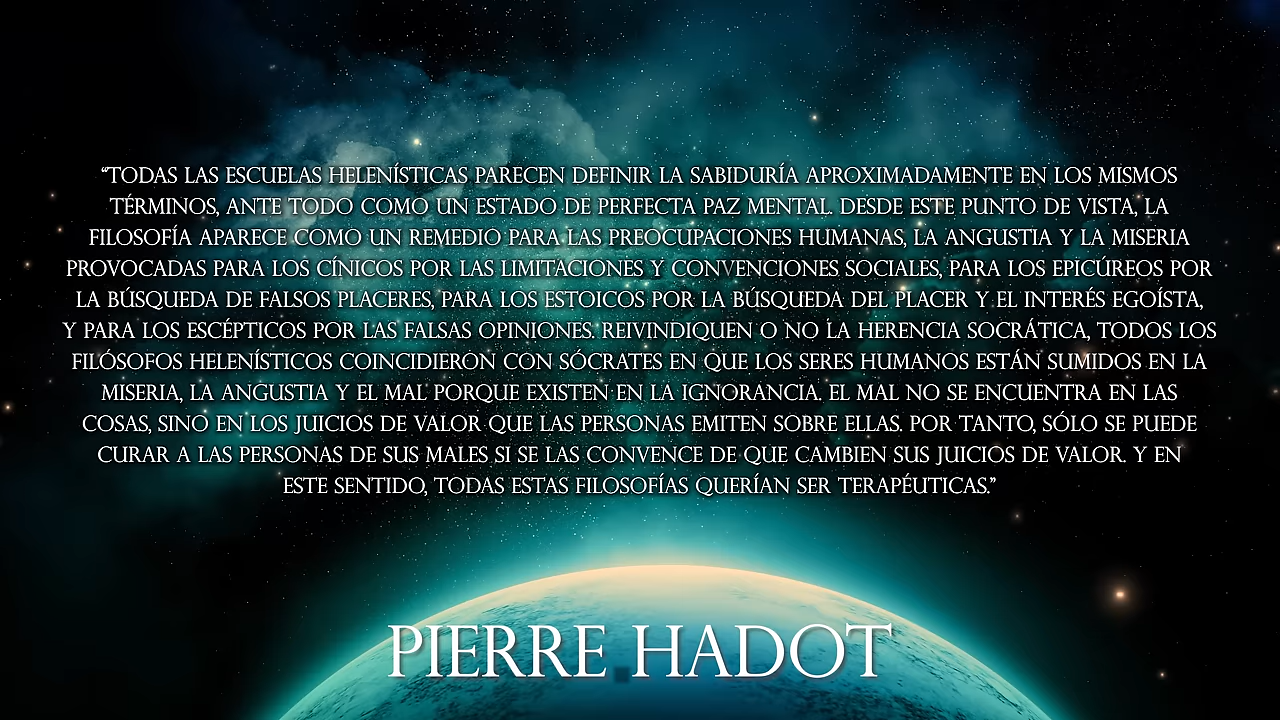 “TODAS LAS ESCUELAS HELENÍSTICAS PARECEN DEFINIR LA SABIDURÍA APROXIMADAMENTE EN LOS MISMOS
TÉRMINOS, ANTE TODO COMO UN ESTADO DE PERFECTA PAZ MENTAL. DESDE ESTE PUNTO DE VISTA, LA
FILOSOFÍA APARECE COMO UN REMEDIO PARA LAS PREOCUPACIONES HUMANAS, LA ANGUSTIA Y LA MISERIA
PROVOCADAS PARA LOS CÍNICOS POR LAS LIMITACIONES Y CONVENCIONES SOCIALES, PARA LOS EPICÚREOS POR
LA BÚSQUEDA DE FALSOS PLACERES, PARA LOS ESTOICOS POR LA BÚSQUEDA DEL PLACER Y EL INTERÉS EGOÍSTA,
Y PARA LOS ESCÉPTICOS POR LAS FALSAS OPINIONES. REIVINDIQUEN O NO LA HERENCIA SOCRÁTICA, TODOS LOS
FILÓSOFOS HELENÍSTICOS COINCIDIERON CON SÓCRATES EN QUE LOS SERES HUMANOS ESTÁN SUMIDOS EN LA
MISERIA, LA ANGUSTIA Y EL MAL PORQUE EXISTEN EN LA IGNORANCIA. EL MAL NO SE ENCUENTRA EN LAS
COSAS, SINO EN LOS JUICIOS DE VALOR QUE LAS PERSONAS EMITEN SOBRE ELLAS. POR TANTO, SÓLO SE PUEDE
CURAR A LAS PERSONAS DE SUS MALES SI SE LAS CONVENCE DE QUE CAMBIEN SUS JUICIOS DE VALOR. Y EN
ESTE SENTIDO, TODAS ESTAS FILOSOFÍAS QUERÍAN SER TERAPÉUTICAS.”
PIERRE HADOT